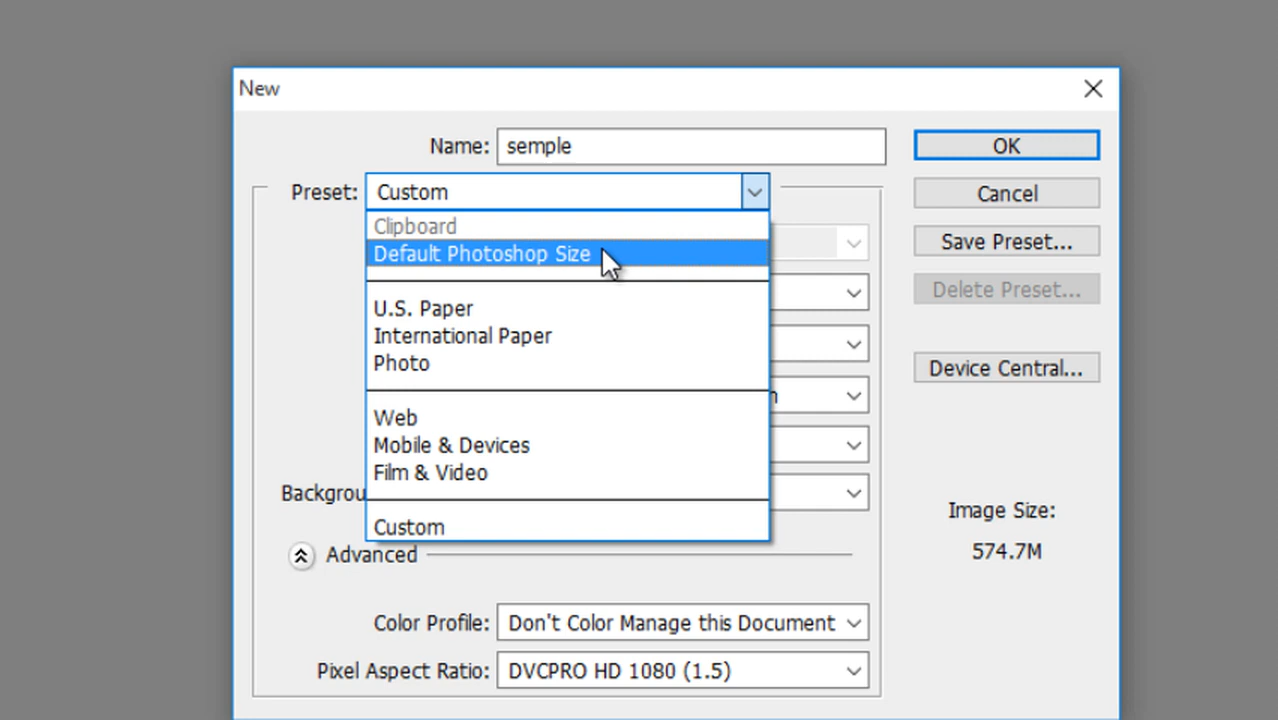 New
Name: semple
OK
Preset: Custom
Cancel
Clipboard
Default Photoshop Size
Save Preset...
Delete Preset...
U.S. Paper
International Paper
Photo
Device Central...
Web
Mobile & Devices
Film & Video
Custom
Image Size:
574.7M
Advanced
Color Profile: Don't Color Manage this Document
Pixel Aspect Ratio: DVCPRO HD 1080 (1.5)